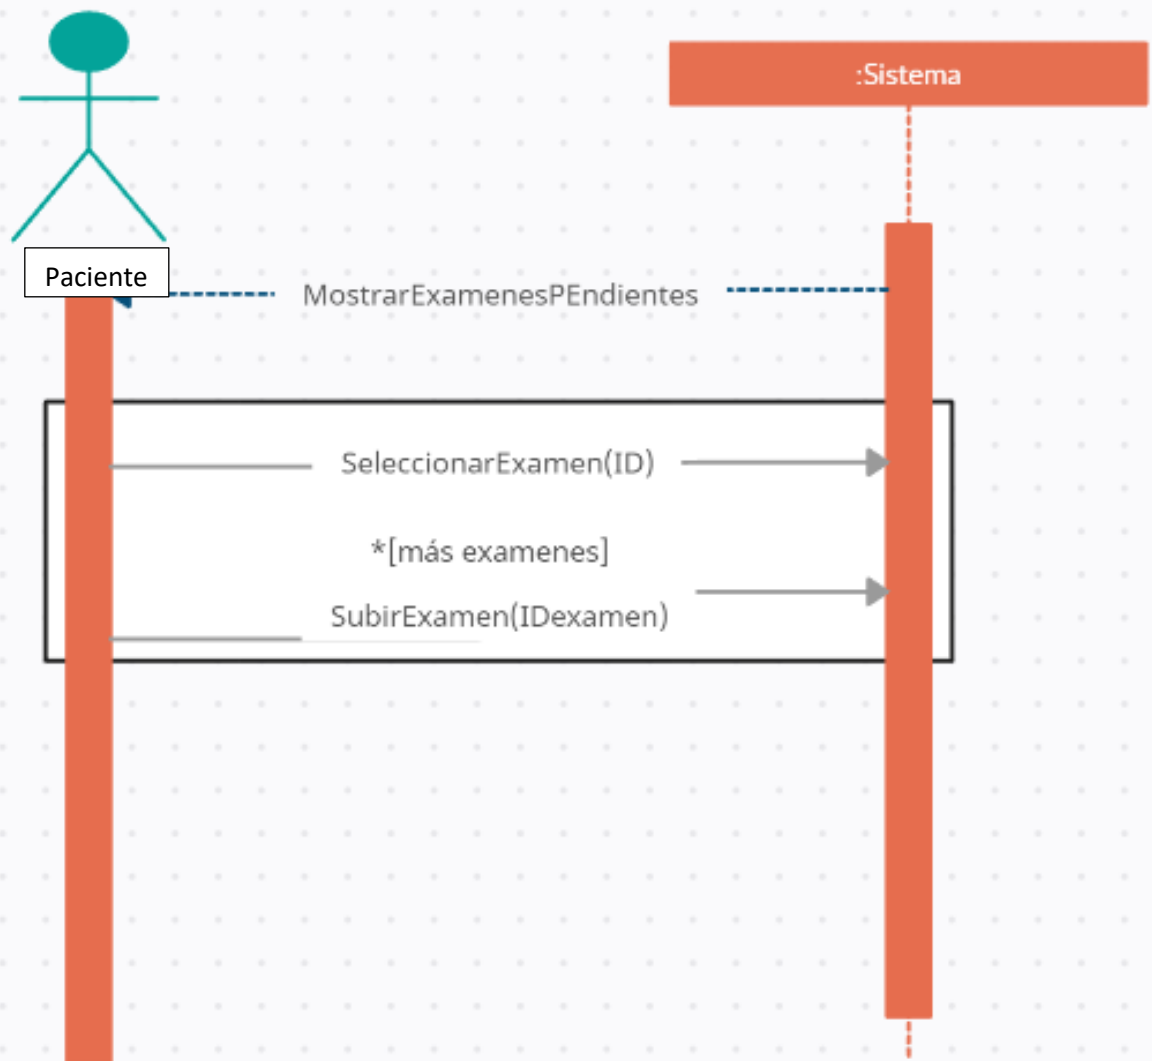 :Sistema
Paciente
MostrarExamenesPEndientes
SeleccionarExamen(ID)
*[más examenes]
SubirExamen(IDexamen)